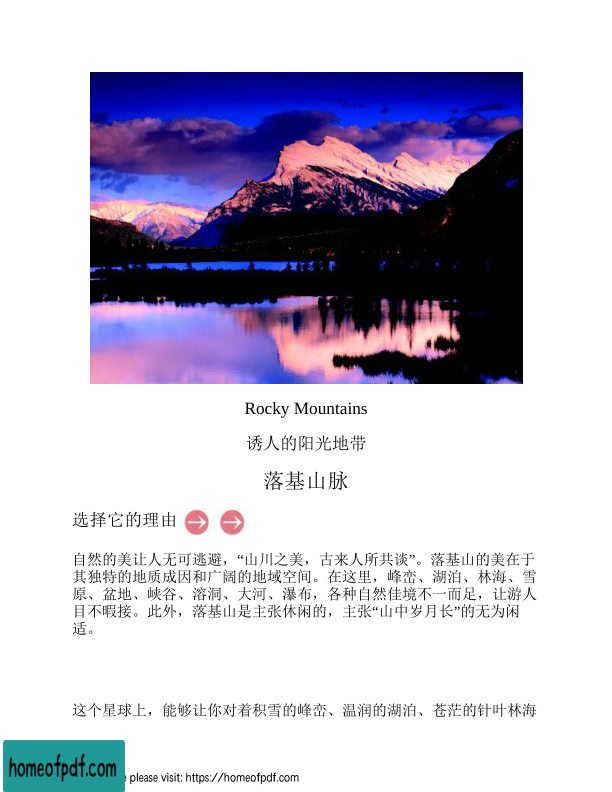 Rocky Mountains
诱人的阳光地带
落基山脉
选择它的理由
自然的美让人无可逃避，“山川之美，古来人所共谈”。落基山的美在于
其独特的地质成因和广阔的地域空间。在这里，峰峦、湖泊、林海、雪
原、盆地、峡谷、溶洞、大河、瀑布，各种自然佳境不一而足，让游人
目不暇接。此外，落基山是主张休闲的，主张“山中岁月长”的无为闲
适。
这个星球上，能够让你对着积雪的峰峦、温润的湖泊、苍茫的针叶林海
homeofpdf.com
please visit: https://homeofpdf.com